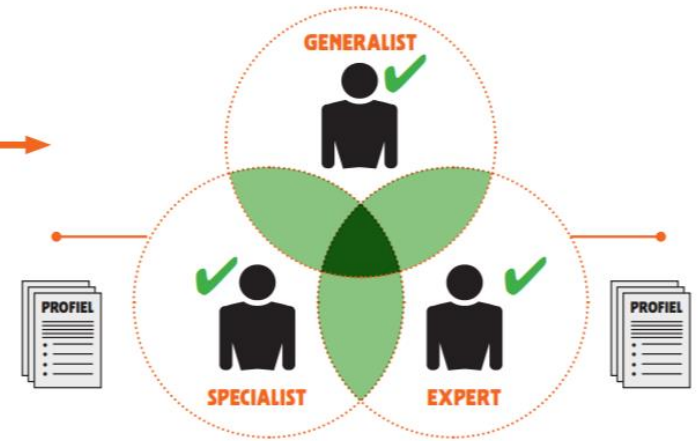 GENERALIST
PROFIEL
PROFIEL
SPECIALIST
EXPERT